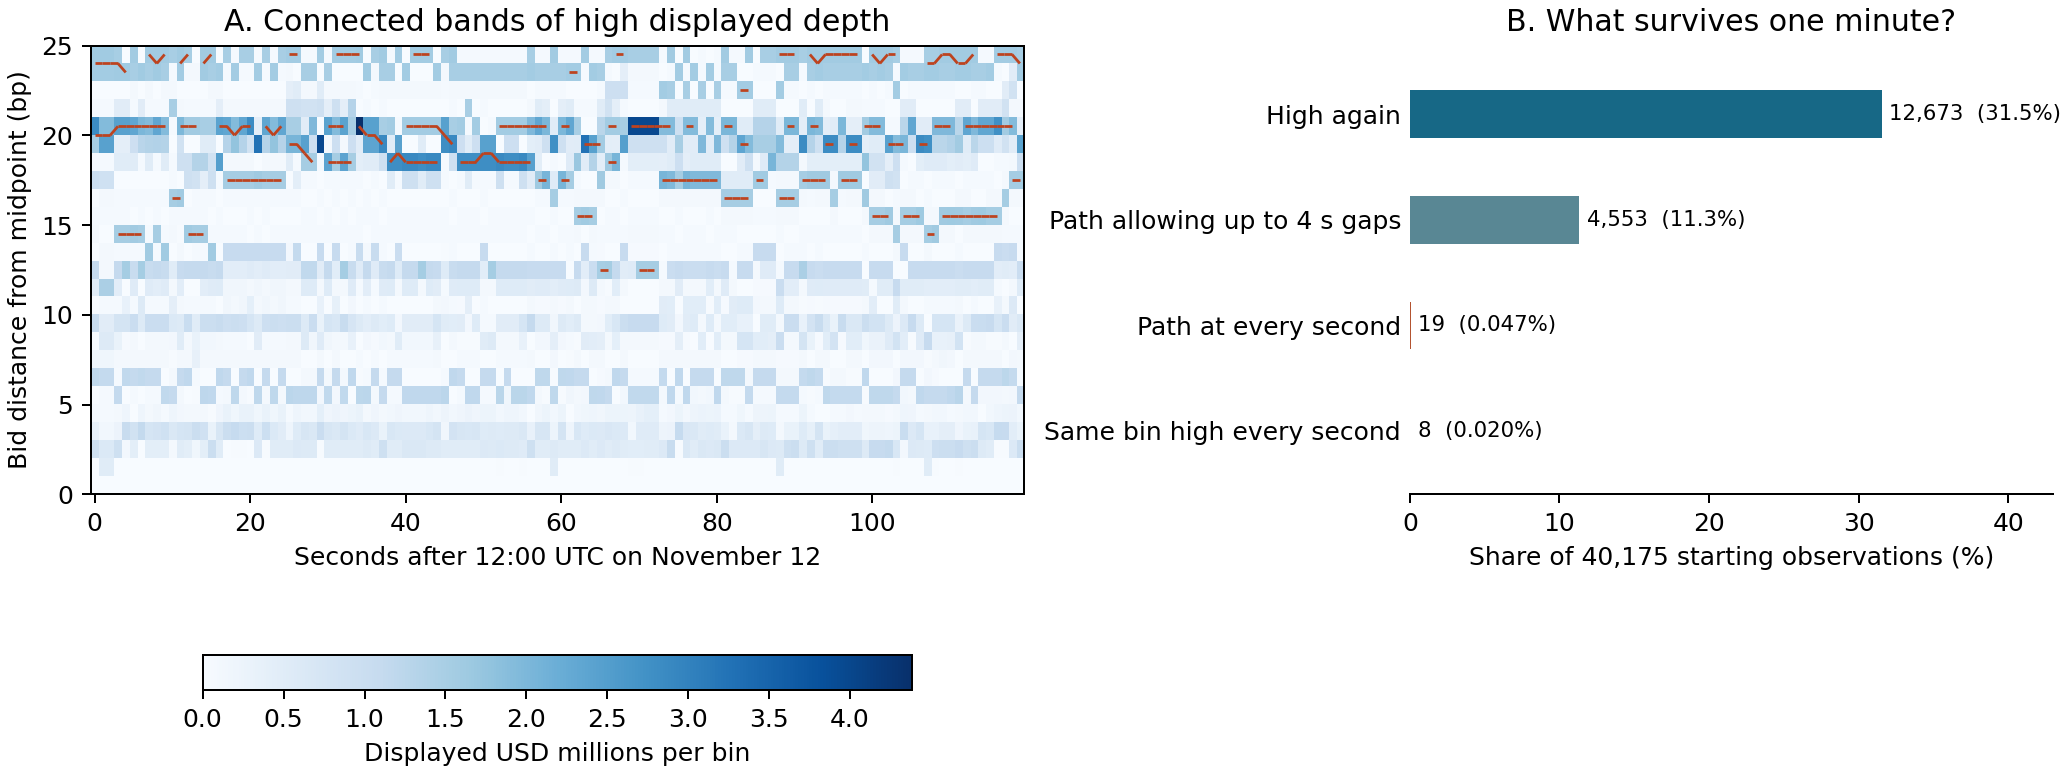 A. Connected bands of high displayed depth
Bid distance from midpoint (bp)
25
20
15
10
5
0
0 20 40 60 80 100
Seconds after 12:00 UTC on November 12
0.0 0.5 1.0 1.5 2.0 2.5 3.0 3.5 4.0
Displayed USD millions per bin
B. What survives one minute?
High again 12,673 (31.5%)
Path allowing up to 4 s gaps 4,553 (11.3%)
Path at every second 19 (0.047%)
Same bin high every second 8 (0.020%)
0 10 20 30 40
Share of 40,175 starting observations (%)